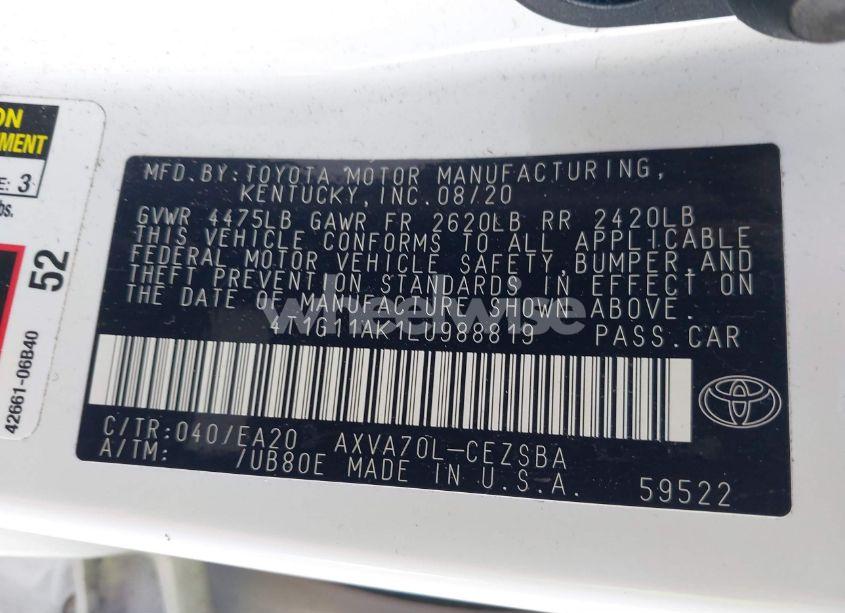 ON
EMENT
E: 3
bs.
52
42661-06B40
MFD.BY:TOYOTA MOTOR MANUFACTURING,
KENTUCKY,INC.08/20
GVWR 4475LB GAWR FR 2620LB RR 2420LB
THIS VEHICLE CONFORMS TO ALL APPLICABLE
FEDERAL MOTOR VEHICLE SAFETY,BUMPER,AND
THEFT PREVENTION STANDARDS IN EFFECT ON
THE DATE OF MANUFACTURE SHOWN ABOVE.
4T1G11AK1LU988819 PASS.CAR
wheelwise
C/TR:040/EA20 AXVA70L-CEZSBA
A/TM: /UB80E MADE IN U.S.A.
59522